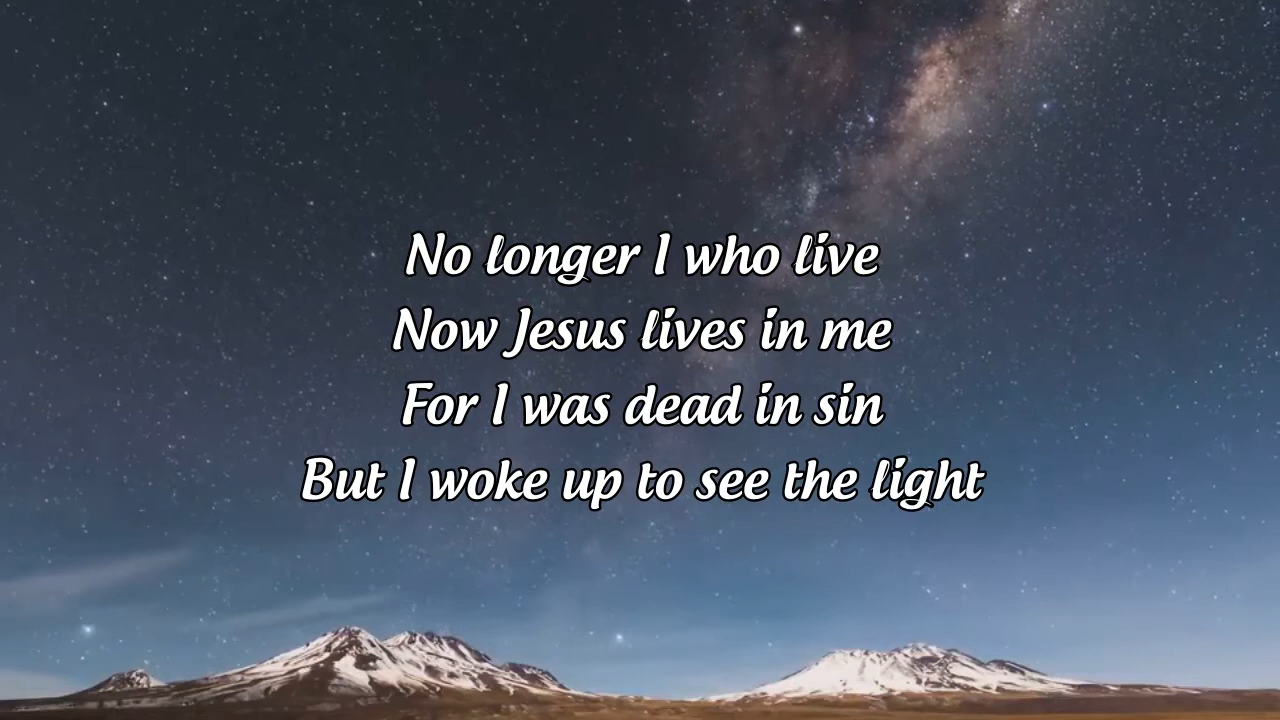 No longer I who live
Now Jesus lives in me
For I was dead in sin
But I woke up to see the light